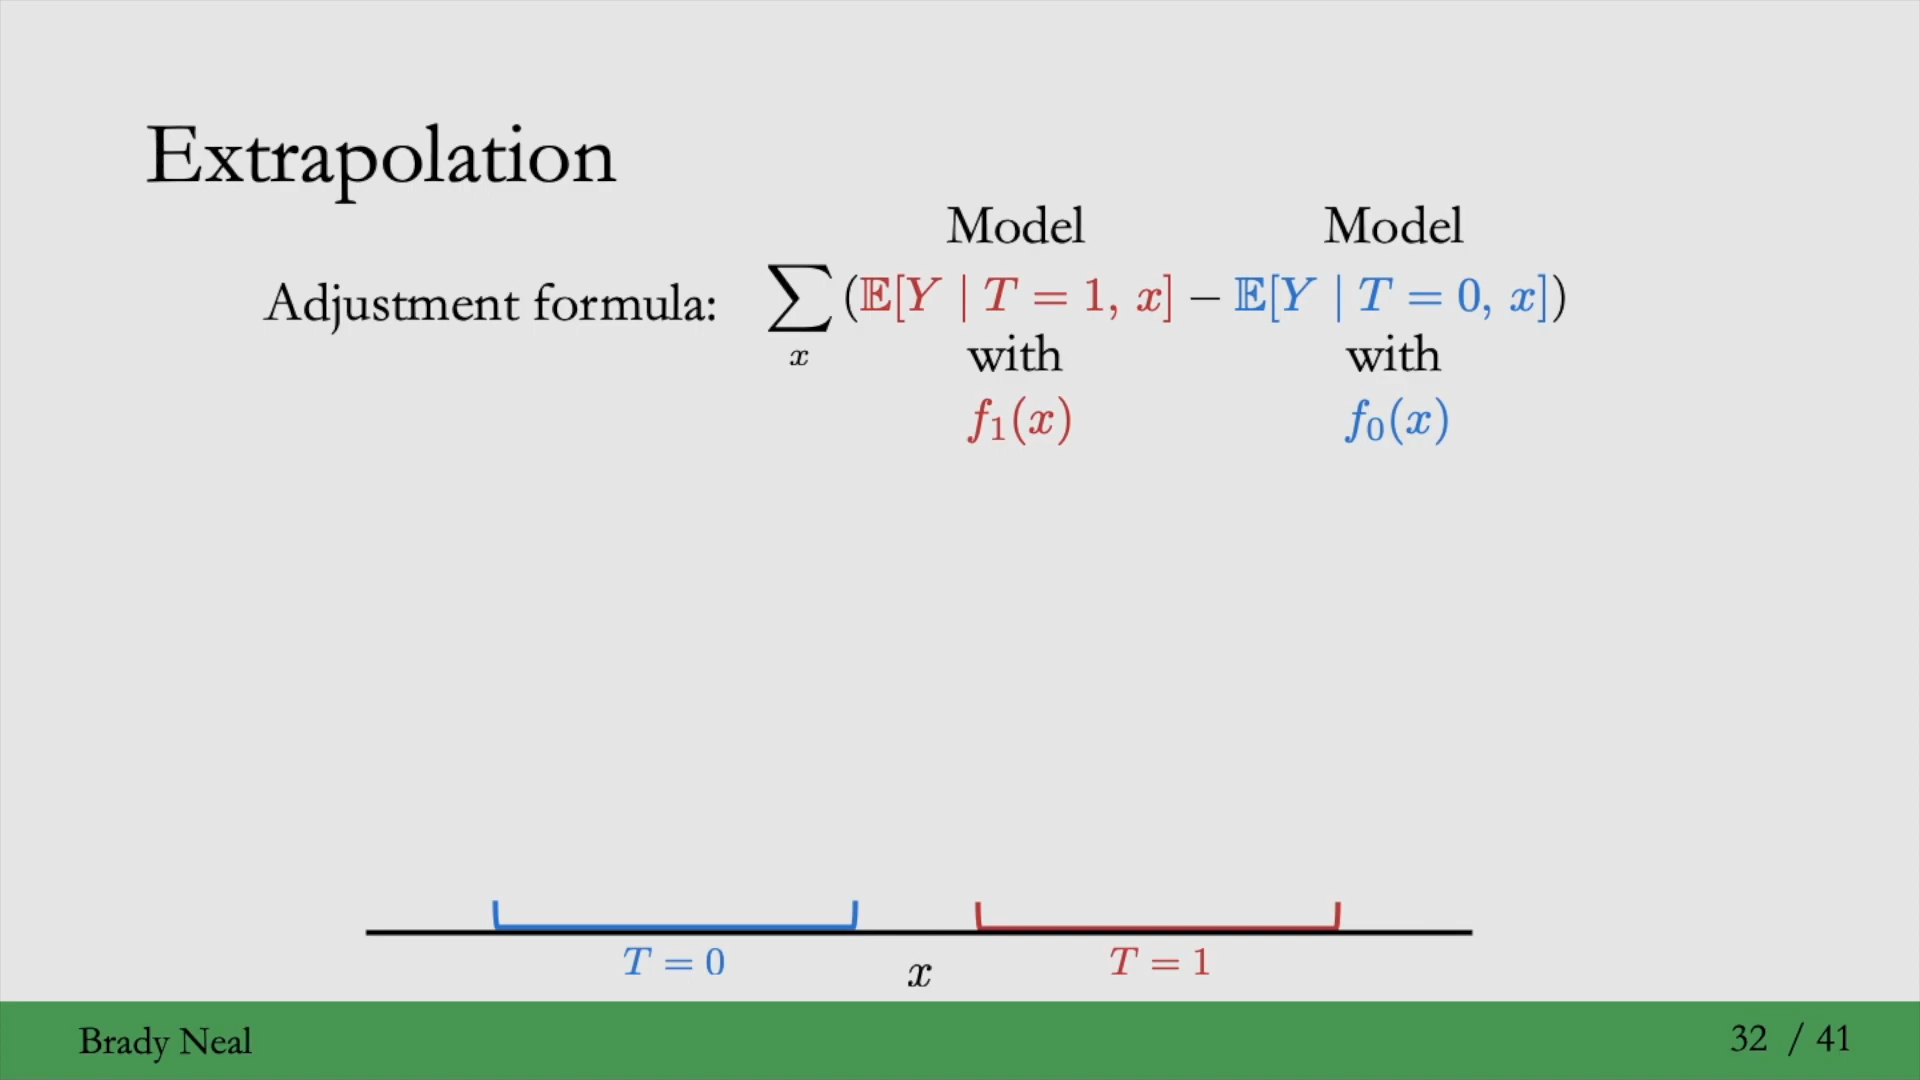 Extrapolation
Model Model
Adjustment formula: ∑ (𝔼[Y | T = 1, x] − 𝔼[Y | T = 0, x])
x
with with
f₁(x) f₀(x)
T = 0 x T = 1
Brady Neal 32 / 41